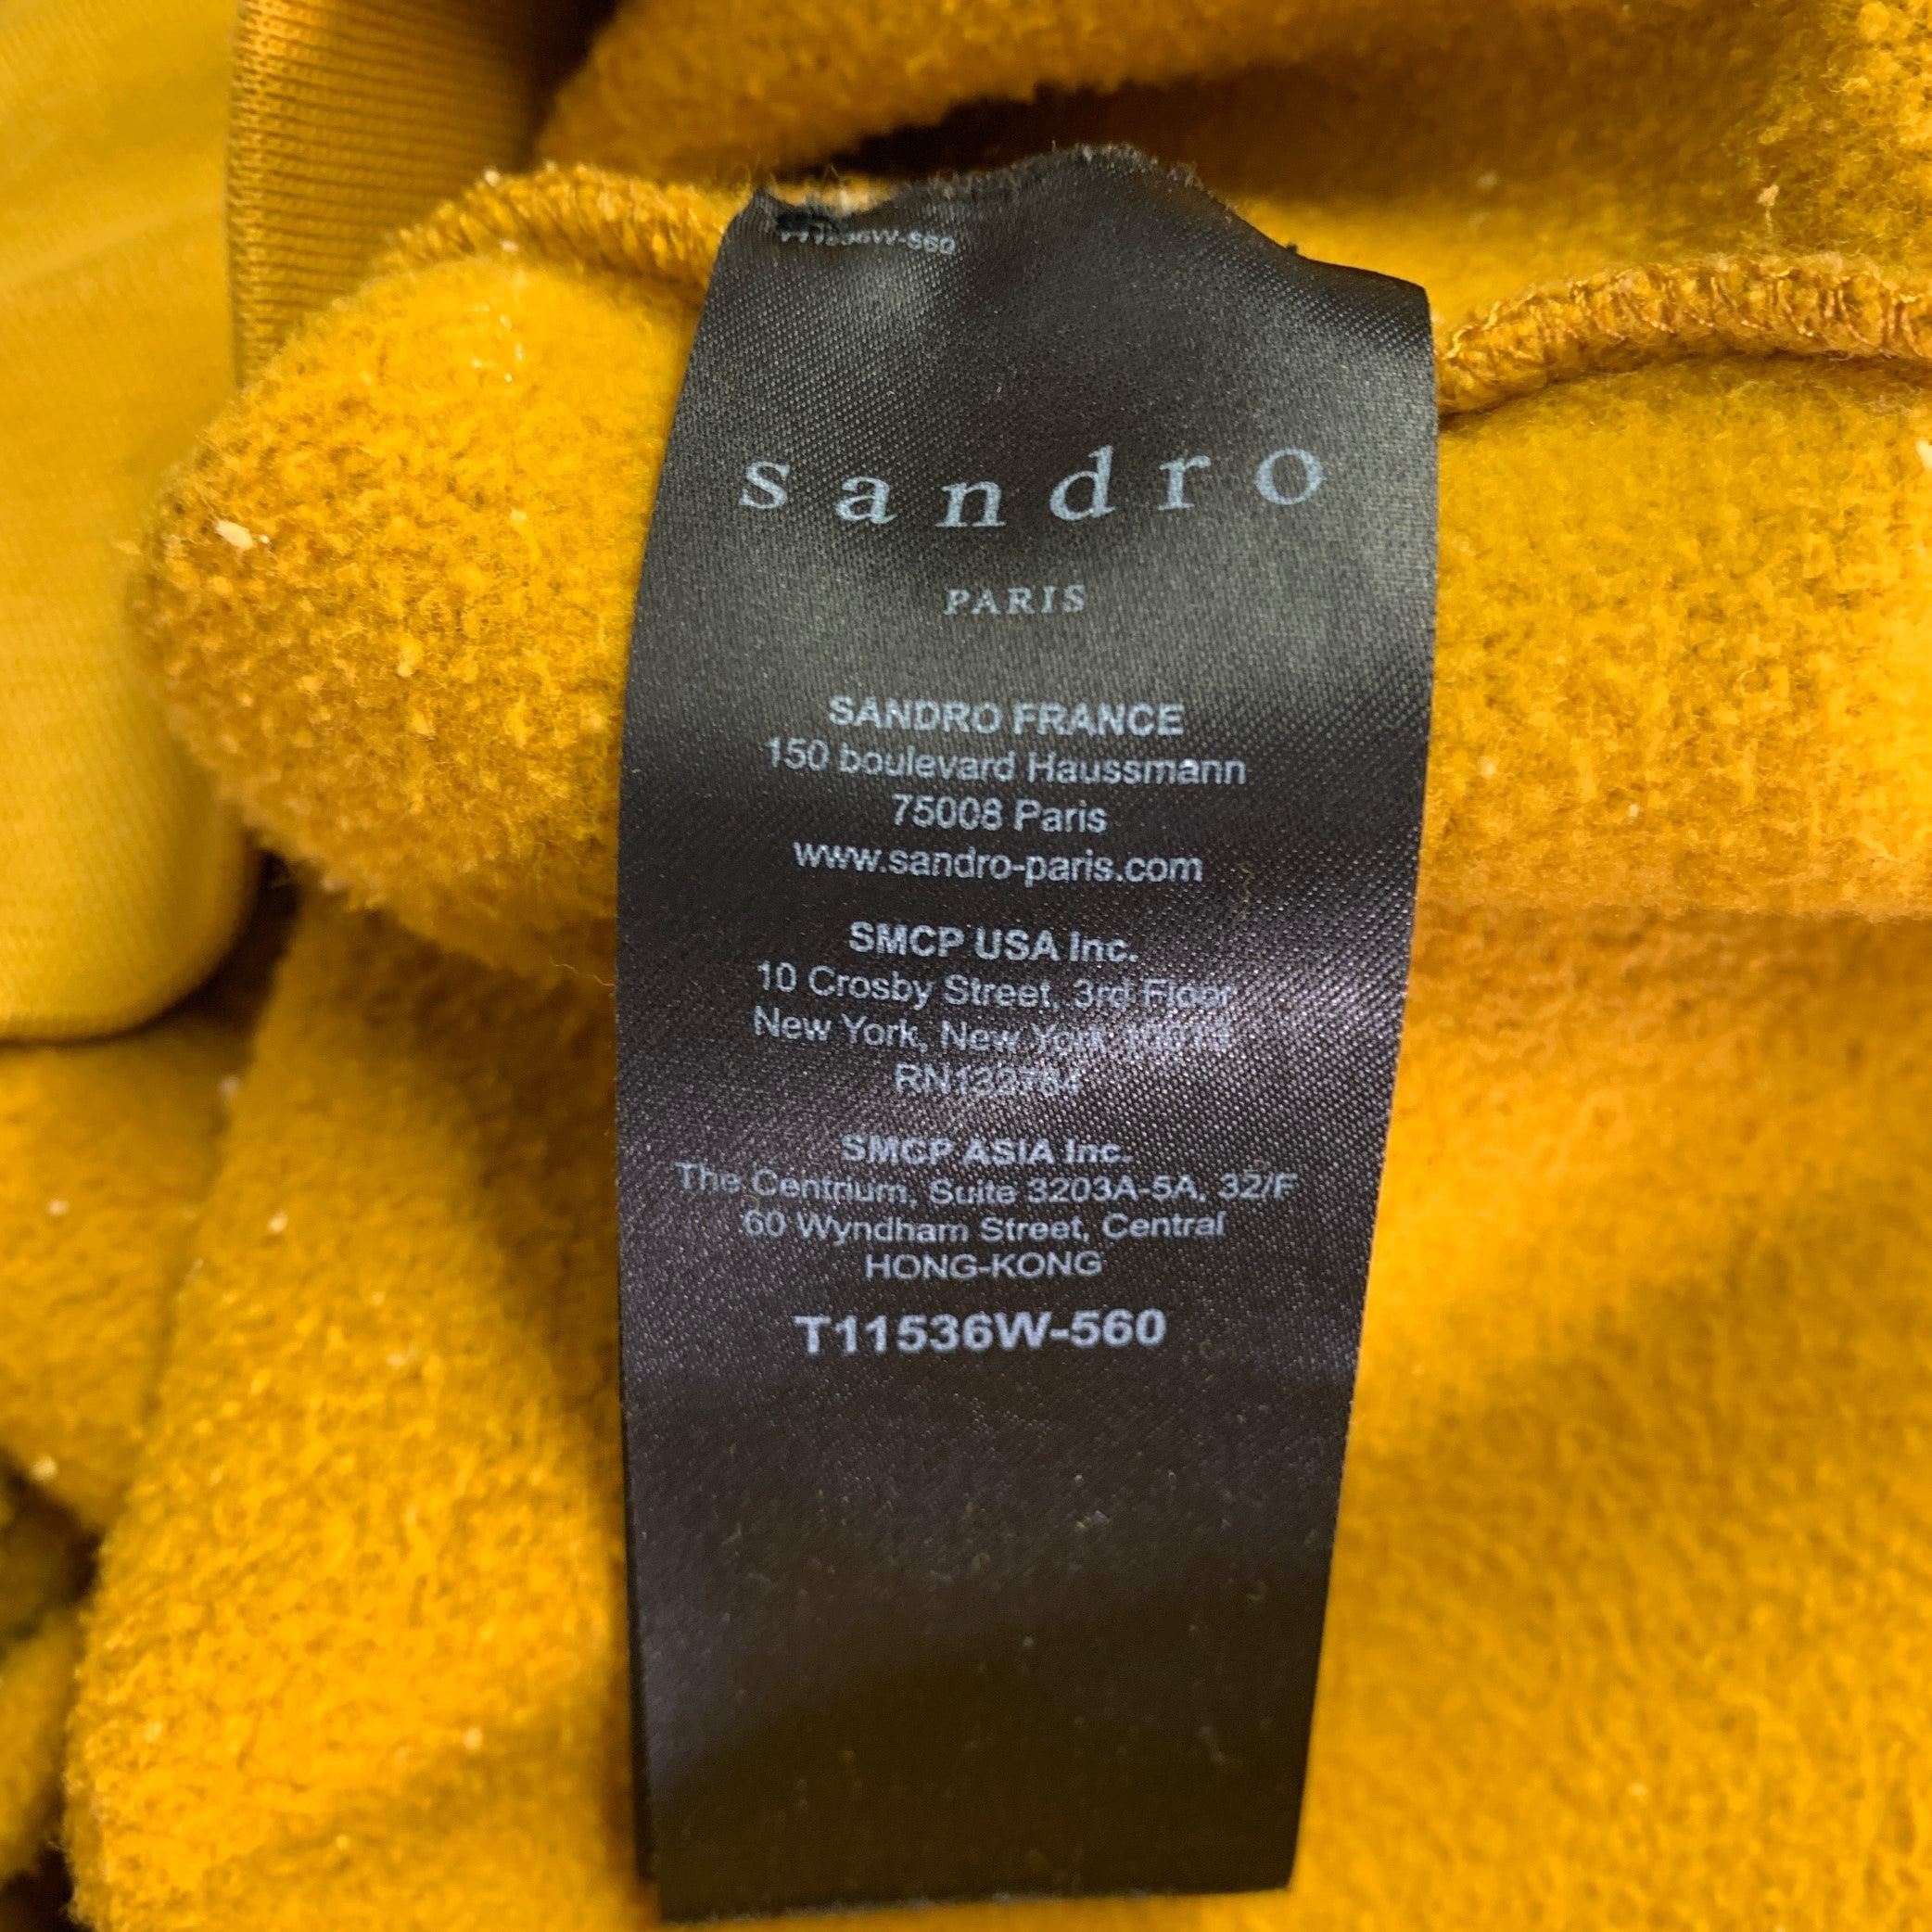 s a n d r o
PARIS
SANDRO FRANCE
150 boulevard Haussmann
75008 Paris
www.sandro-paris.com
SMCP USA Inc.
10 Crosby Street, 3rd Floor
New York, New York 10013
RN132784
SMCP ASIA Inc.
The Centrium, Suite 3203A-5A, 32/F
60 Wyndham Street, Central
HONG-KONG
T11536W-560